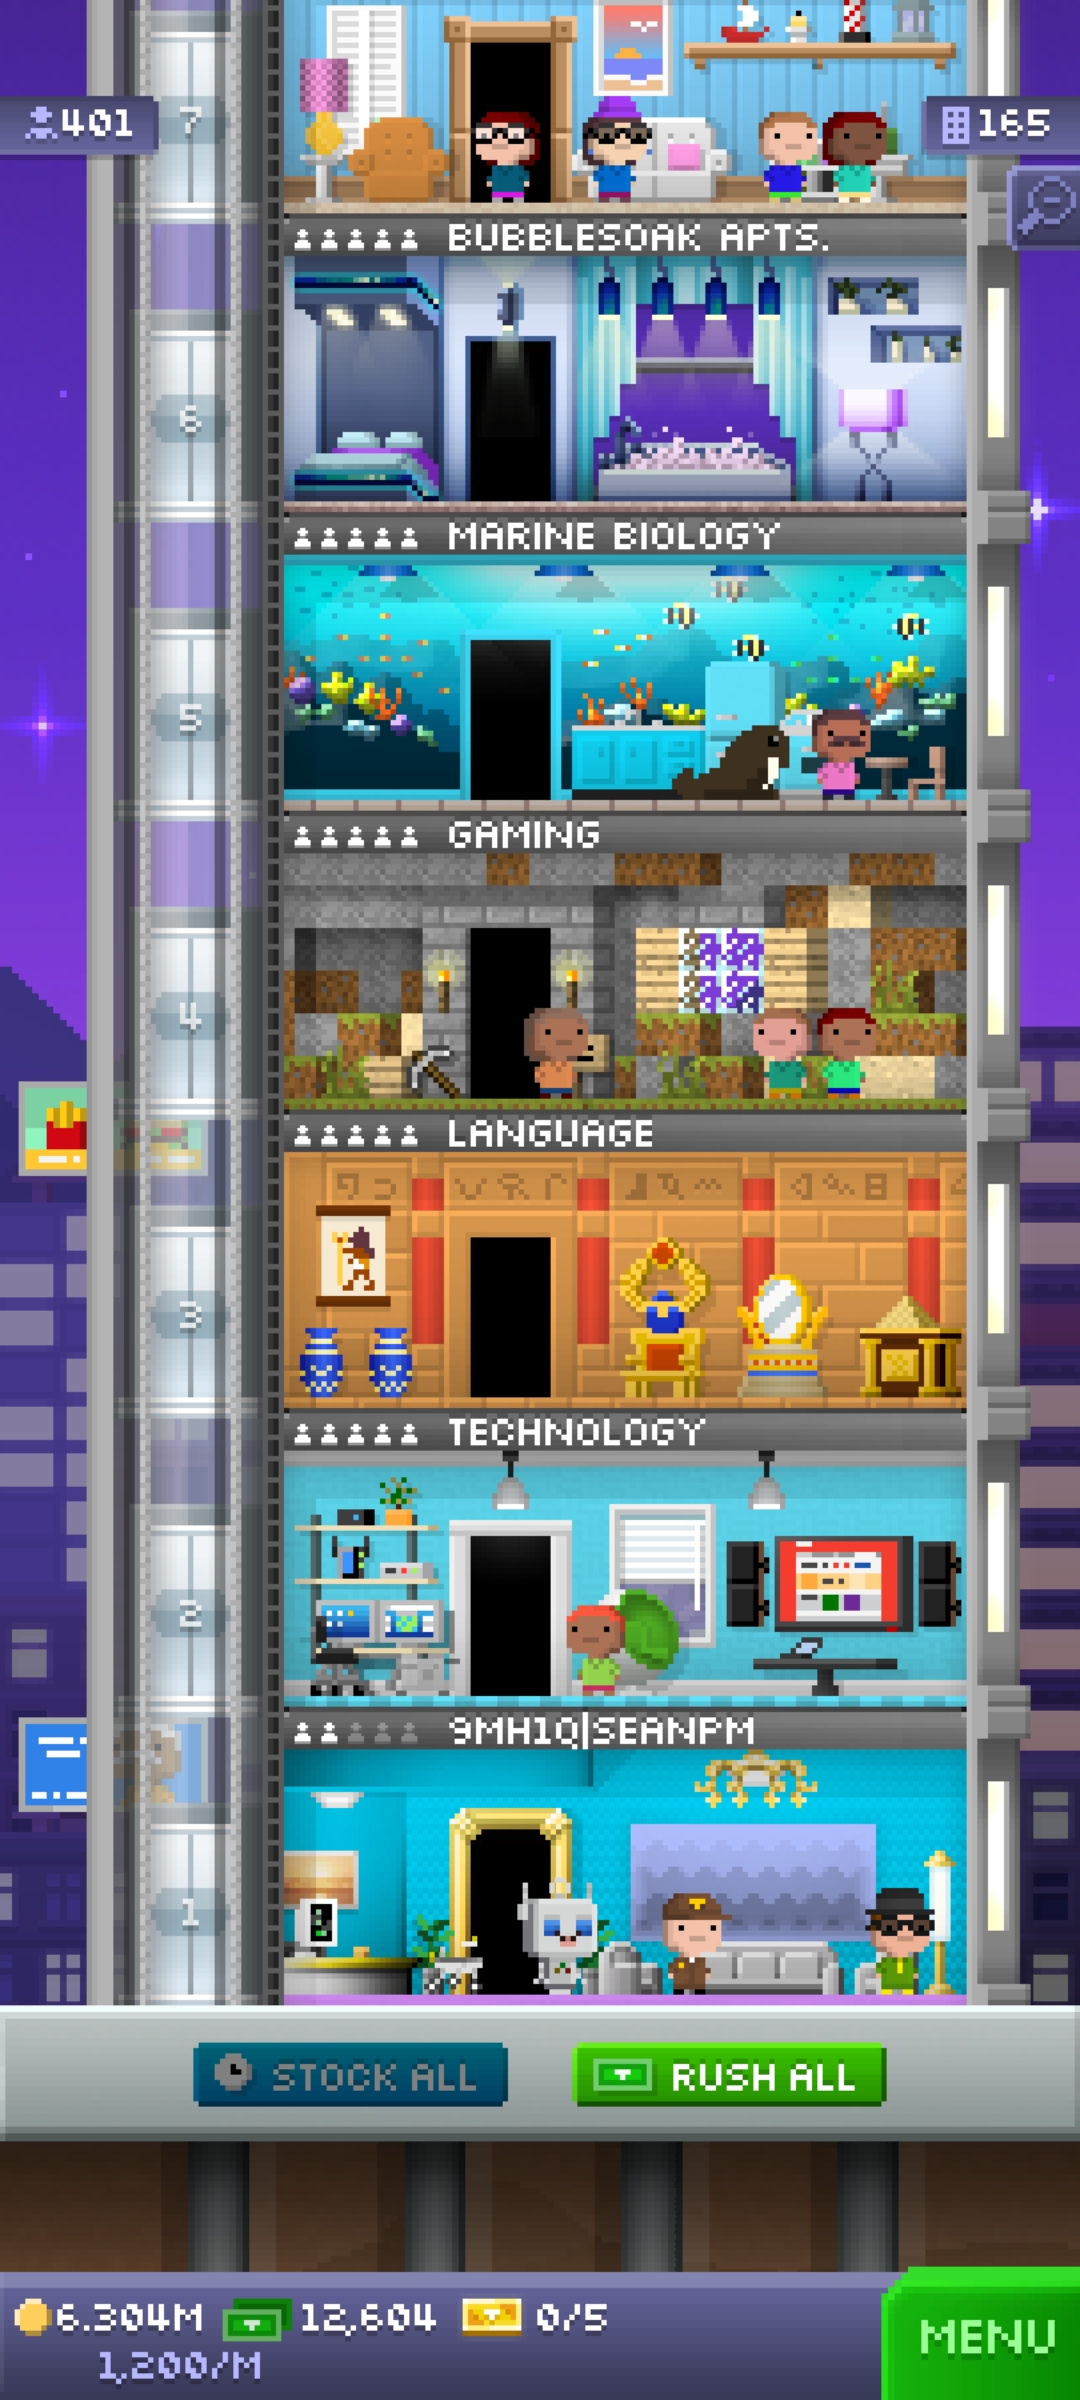 401
165
7
BUBBLESOAK APTS.
6
MARINE BIOLOGY
5
GAMING
4
LANGUAGE
3
TECHNOLOGY
2
9MH1Q|SEANPM
1
STOCK ALL
RUSH ALL
6.304M 12,604 0/5
1,200/M
MENU